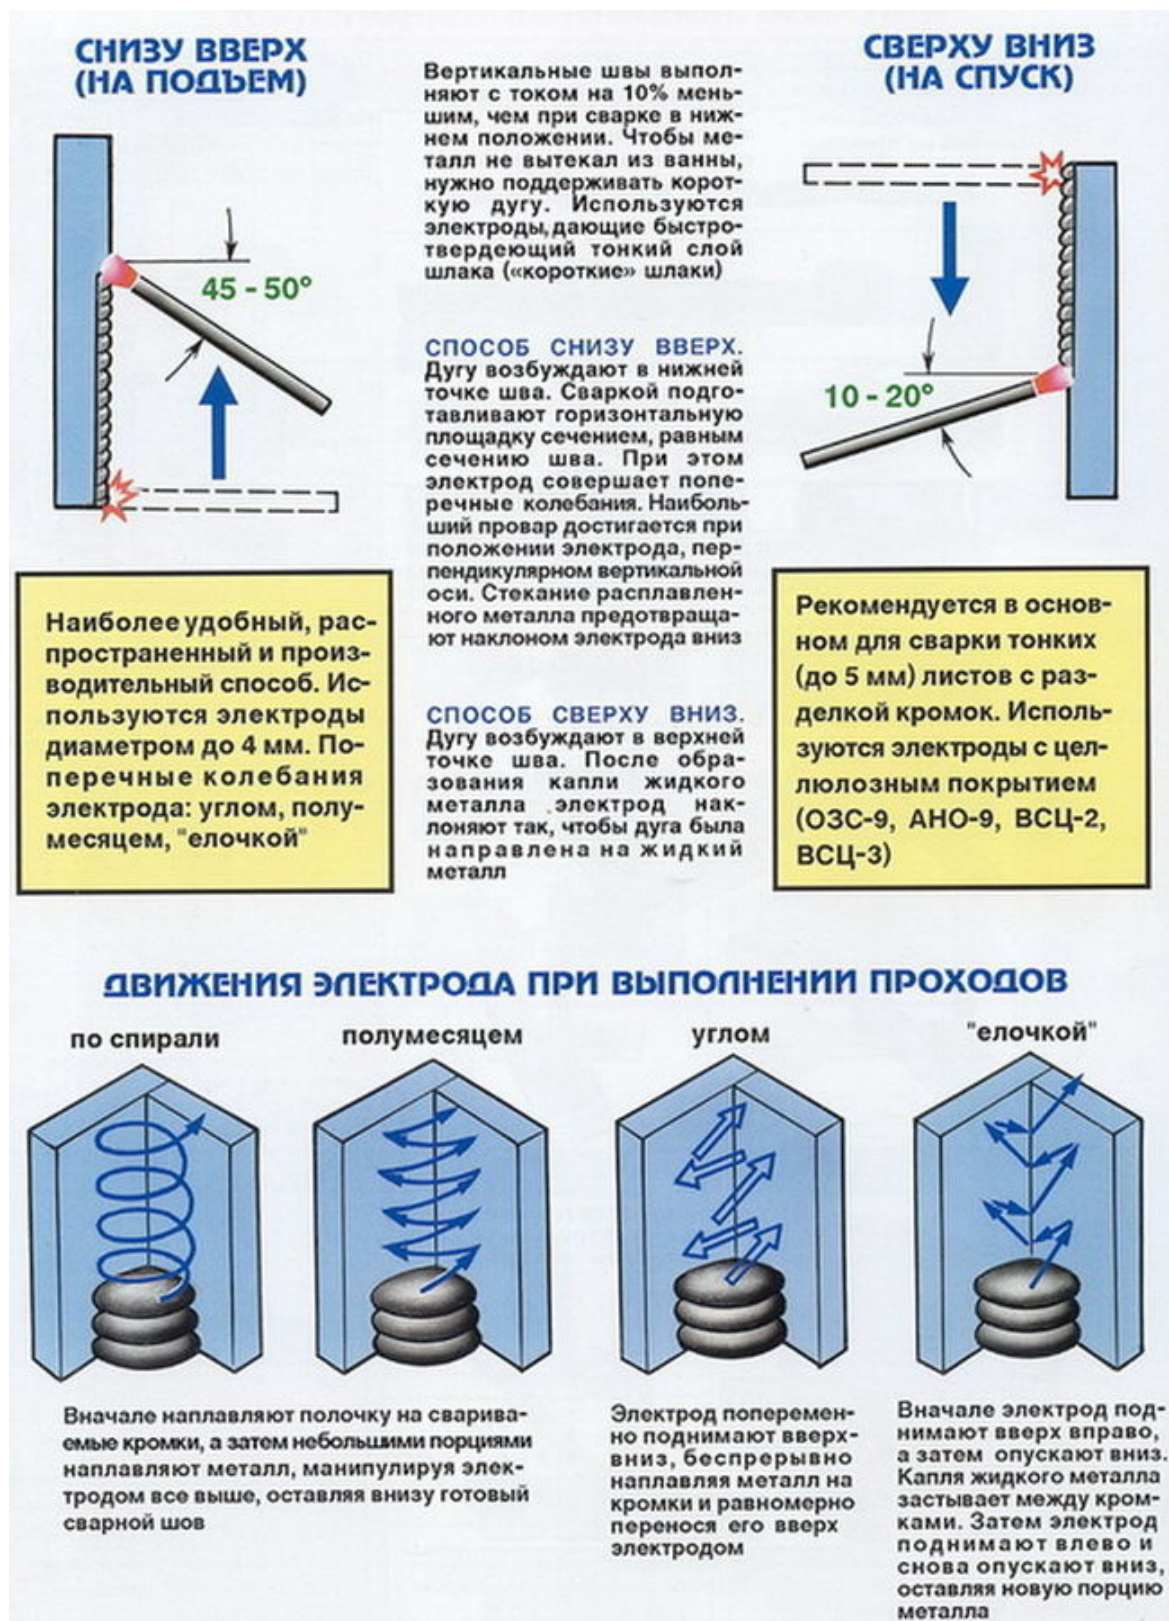 СНИЗУ ВВЕРХ
(НА ПОДЪЕМ)
45 - 50°
Наиболее удобный, рас-
пространенный и произ-
водительный способ. Ис-
пользуются электроды
диаметром до 4 мм. По-
перечные колебания
электрода: углом, полу-
месяцем, "елочкой"
Вертикальные швы выпол-
няют с током на 10% мень-
шим, чем при сварке в ниж-
нем положении. Чтобы ме-
талл не вытекал из ванны,
нужно поддерживать корот-
кую дугу. Используются
электроды, дающие быстро-
твердеющий тонкий слой
шлака («короткие» шлаки)
СПОСОБ СНИЗУ ВВЕРХ.
Дугу возбуждают в нижней
точке шва. Сваркой подго-
тавливают горизонтальную
площадку сечением, равным
сечению шва. При этом
электрод совершает попе-
речные колебания. Наиболь-
ший провар достигается при
положении электрода, пер-
пендикулярном вертикальной
оси. Стекание расплавлен-
ного металла предотвраща-
ют наклоном электрода вниз
СПОСОБ СВЕРХУ ВНИЗ.
Дугу возбуждают в верхней
точке шва. После обра-
зования капли жидкого
металла электрод нак-
лоняют так, чтобы дуга была
направлена на жидкий
металл
СВЕРХУ ВНИЗ
(НА СПУСК)
10 - 20°
Рекомендуется в основ-
ном для сварки тонких
(до 5 мм) листов с раз-
делкой кромок. Исполь-
зуются электроды с цел-
люлозным покрытием
(ОЗС-9, АНО-9, ВСЦ-2,
ВСЦ-3)
ДВИЖЕНИЯ ЭЛЕКТРОДА ПРИ ВЫПОЛНЕНИИ ПРОХОДОВ
по спирали
полумесяцем
углом
"елочкой"
Вначале наплавляют полочку на сварива-
емые кромки, а затем небольшими порциями
наплавляют металл, манипулируя элек-
тродом все выше, оставляя внизу готовый
сварной шов
Электрод поперемен-
но поднимают вверх-
вниз, беспрерывно
наплавляя металл на
кромки и равномерно
перенося его вверх
электродом
Вначале электрод под-
нимают вверх вправо,
а затем опускают вниз.
Капля жидкого металла
застывает между кром-
ками. Затем электрод
поднимают влево и
снова опускают вниз,
оставляя новую порцию
металла